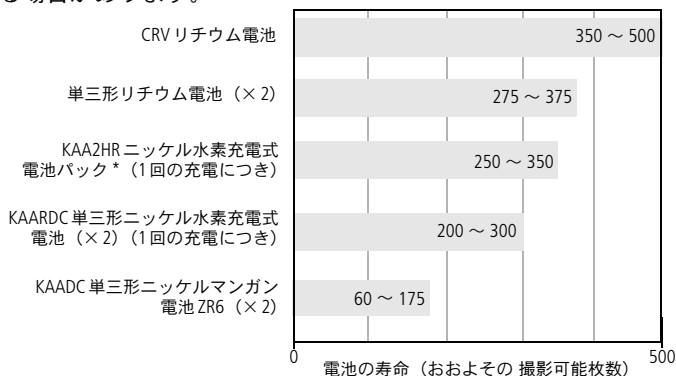 る場合があります。
CRV リチウム電池
350 ～ 500
単三形リチウム電池（× 2）
275 ～ 375
KAA2HR ニッケル水素充電式
電池パック *（1 回の充電につき）
250 ～ 350
KAARDC 単三形ニッケル水素充電式
電池（× 2）（1 回の充電につき）
200 ～ 300
KAADC 単三形ニッケルマンガン
電池 ZR6（× 2）
60 ～ 175
0
500
電池の寿命（おおよその 撮影可能枚数）